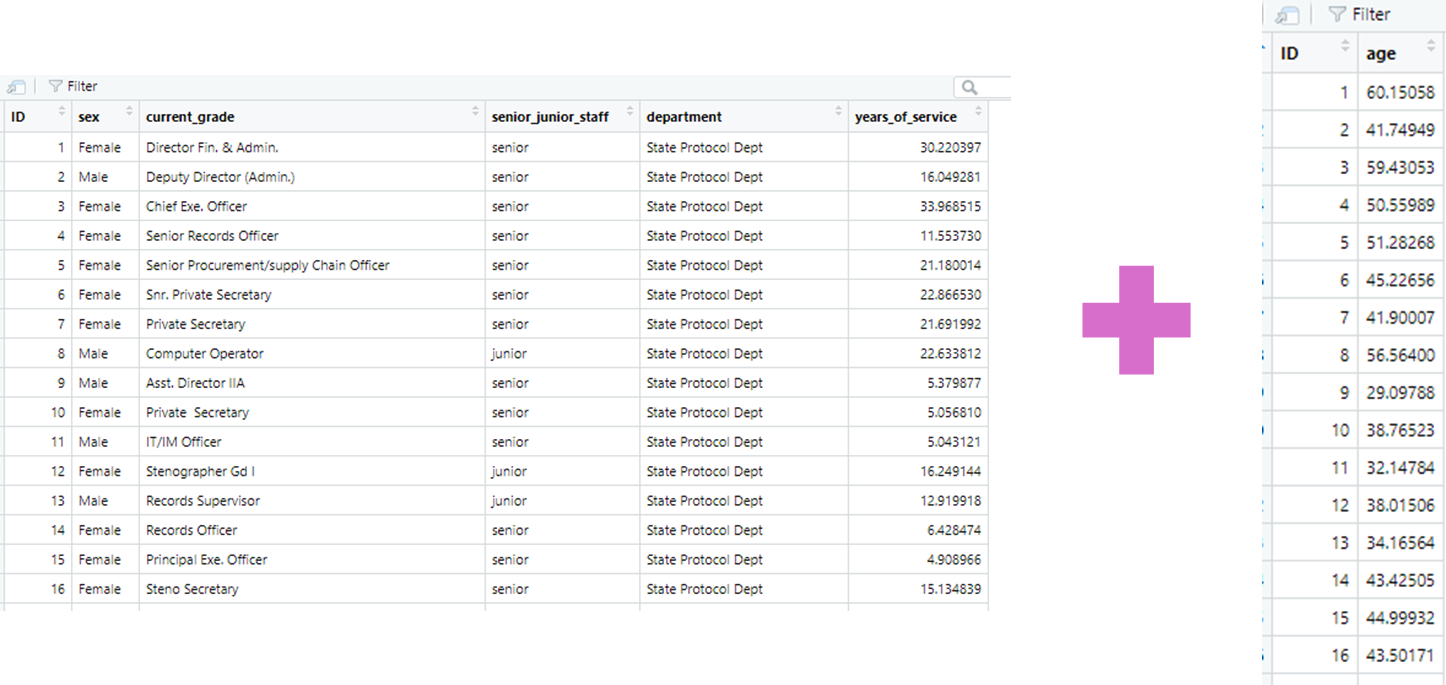 Filter
ID sex current_grade senior_junior_staff department years_of_service
1 Female Director Fin. & Admin. senior State Protocol Dept 30.220397
2 Male Deputy Director (Admin.) senior State Protocol Dept 16.049281
3 Female Chief Exe. Officer senior State Protocol Dept 33.968515
4 Female Senior Records Officer senior State Protocol Dept 11.553730
5 Female Senior Procurement/supply Chain Officer senior State Protocol Dept 21.180014
6 Female Snr. Private Secretary senior State Protocol Dept 22.866530
7 Female Private Secretary senior State Protocol Dept 21.691992
8 Male Computer Operator junior State Protocol Dept 22.633812
9 Male Asst. Director IIA senior State Protocol Dept 5.379877
10 Female Private  Secretary senior State Protocol Dept 5.056810
11 Male IT/IM Officer senior State Protocol Dept 5.043121
12 Female Stenographer Gd I junior State Protocol Dept 16.249144
13 Male Records Supervisor junior State Protocol Dept 12.919918
14 Female Records Officer senior State Protocol Dept 6.428474
15 Female Principal Exe. Officer senior State Protocol Dept 4.908966
16 Female Steno Secretary senior State Protocol Dept 15.134839
Filter
ID age
1 60.15058
2 41.74949
3 59.43053
4 50.55989
5 51.28268
6 45.22656
7 41.90007
8 56.56400
9 29.09788
10 38.76523
11 32.14784
12 38.01506
13 34.16564
14 43.42505
15 44.99932
16 43.50171